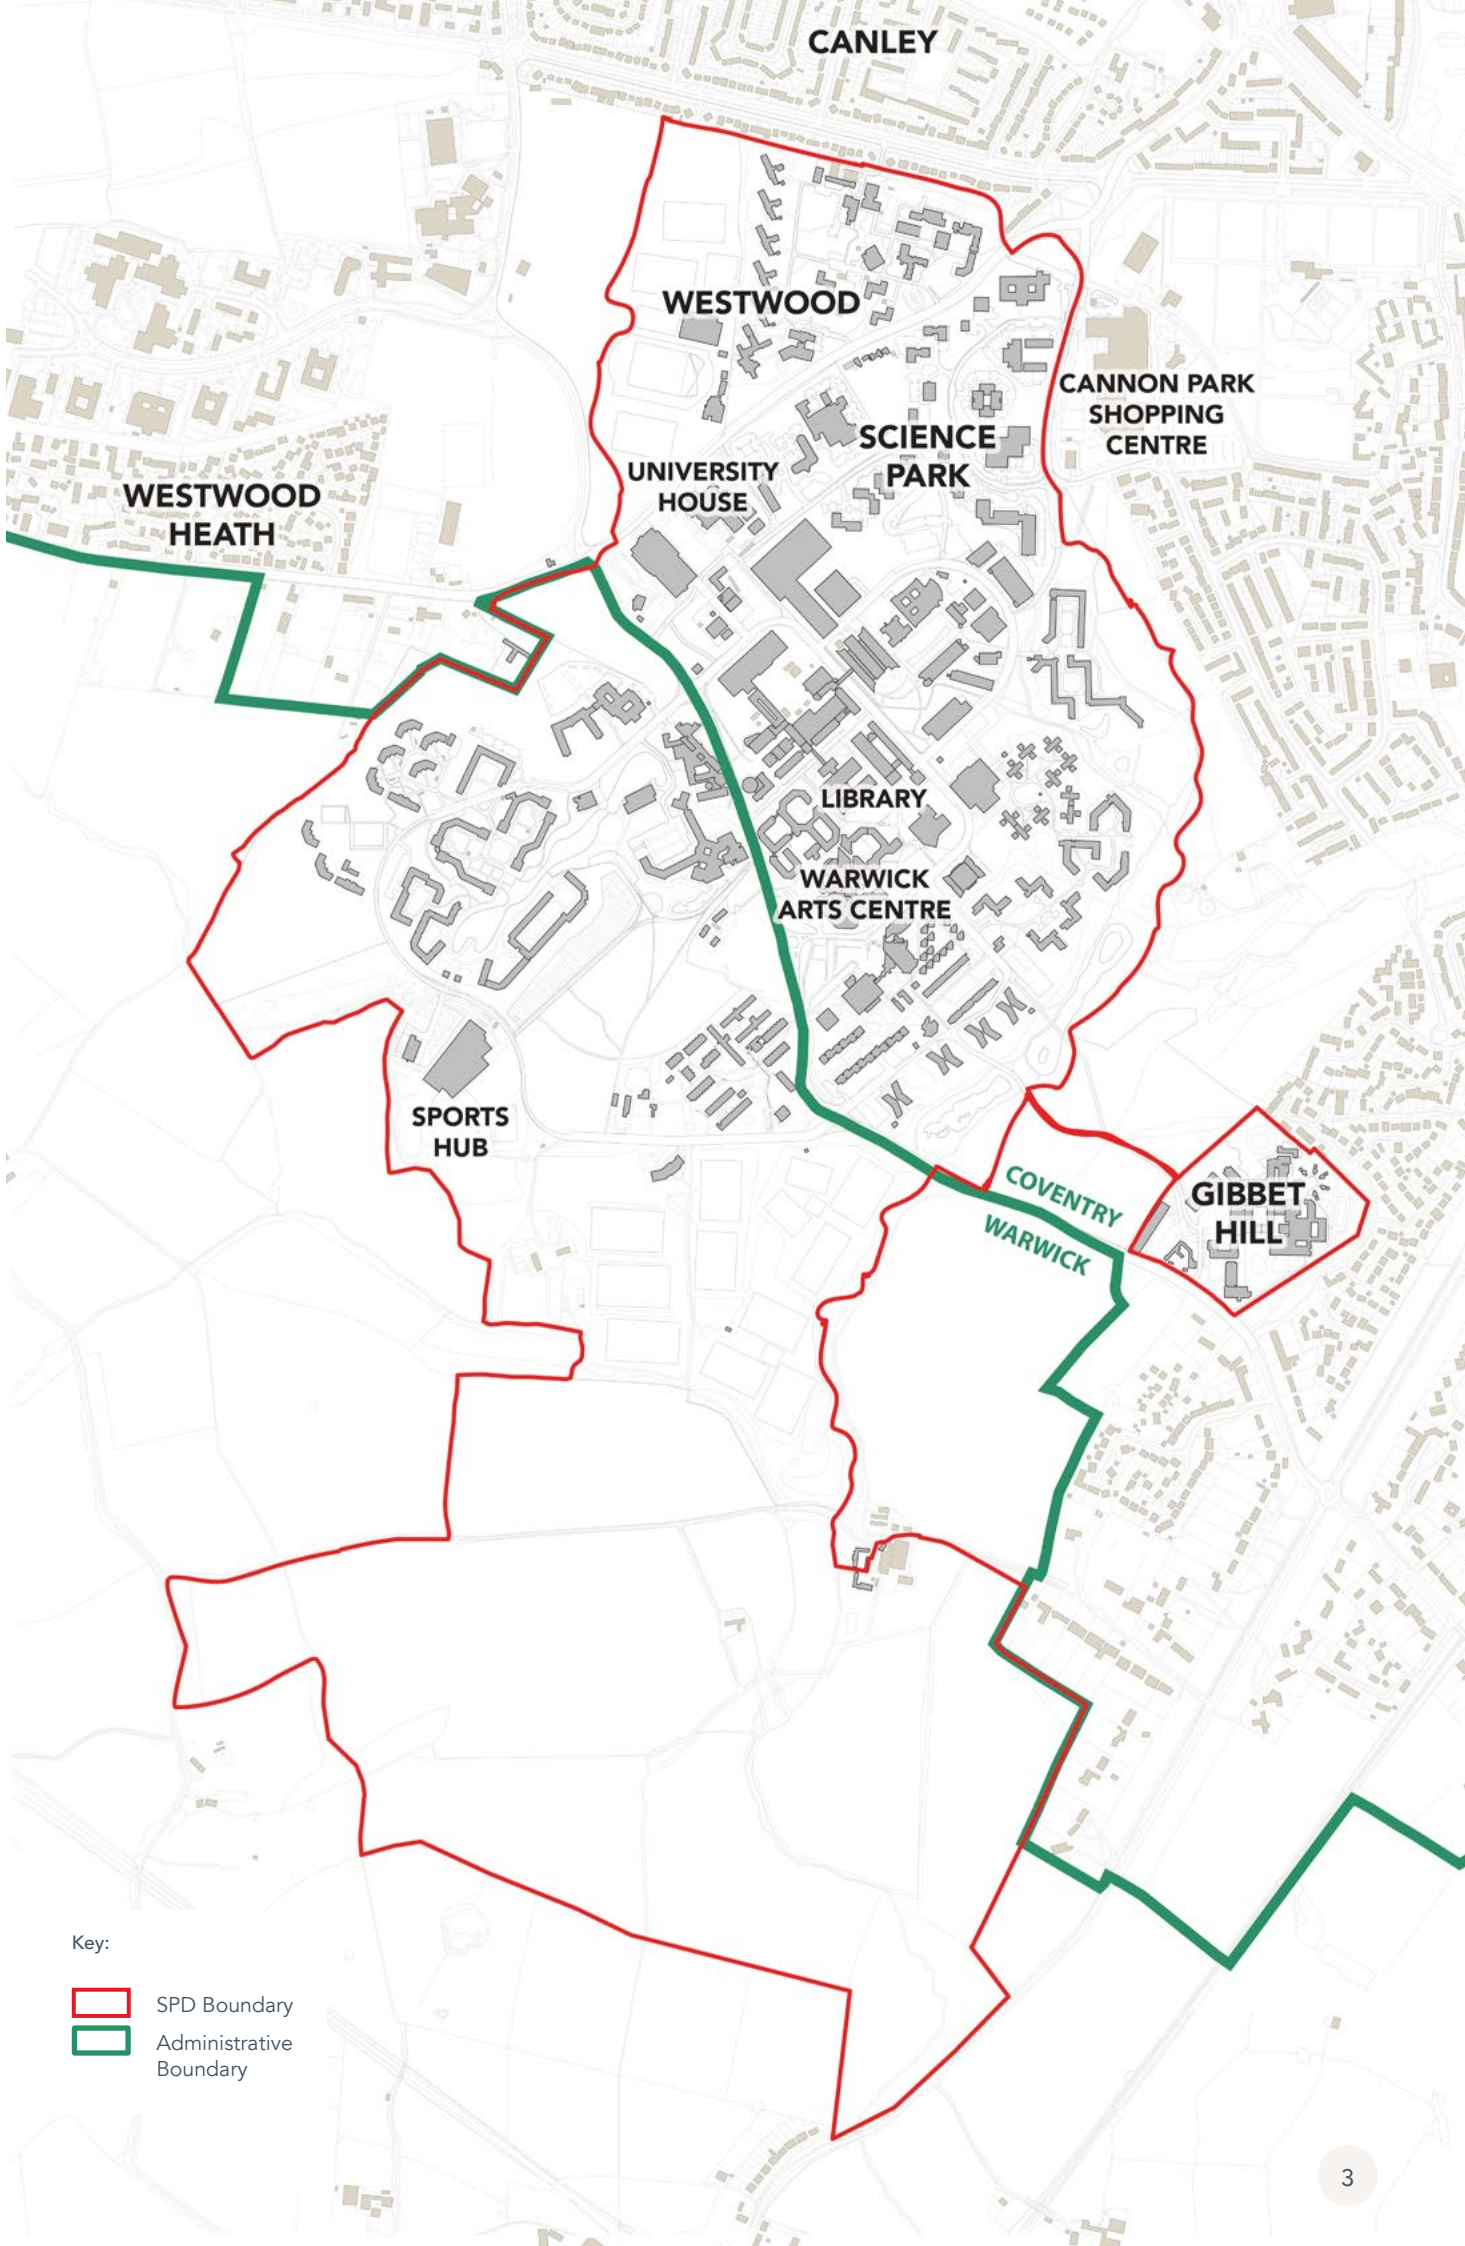 CANLEY
WESTWOOD
CANNON PARK
SHOPPING
CENTRE
SCIENCE
PARK
UNIVERSITY
HOUSE
WESTWOOD
HEATH
LIBRARY
WARWICK
ARTS CENTRE
SPORTS
HUB
COVENTRY
WARWICK
GIBBET
HILL
Key:
SPD Boundary
Administrative
Boundary
3